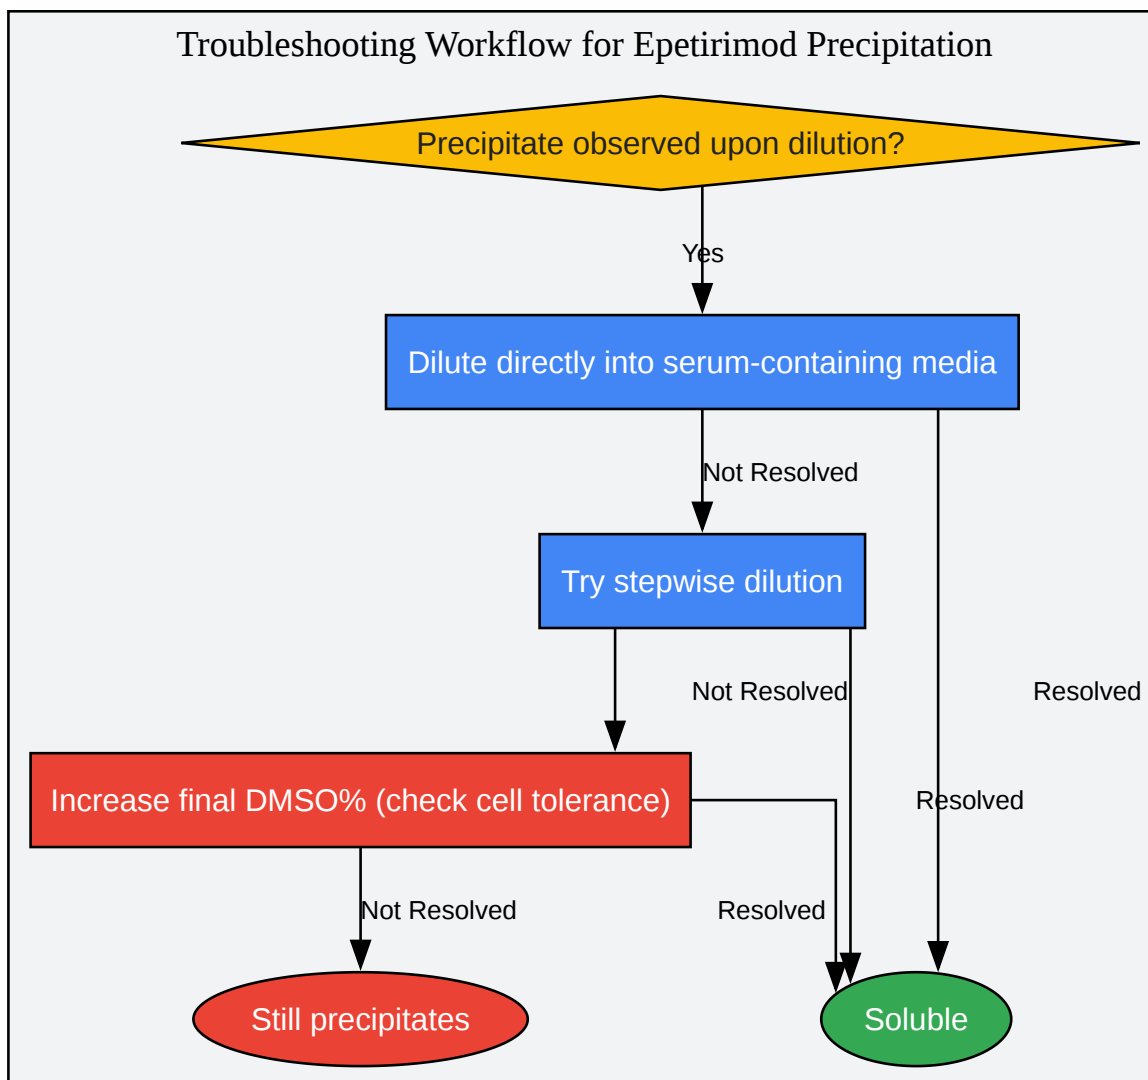 Troubleshooting Workflow for Epetirimod Precipitation
Precipitate observed upon dilution?
Yes
Dilute directly into serum-containing media
Not Resolved
Try stepwise dilution
Not Resolved
Resolved
Increase final DMSO% (check cell tolerance)
Resolved
Not Resolved
Resolved
Still precipitates
Soluble